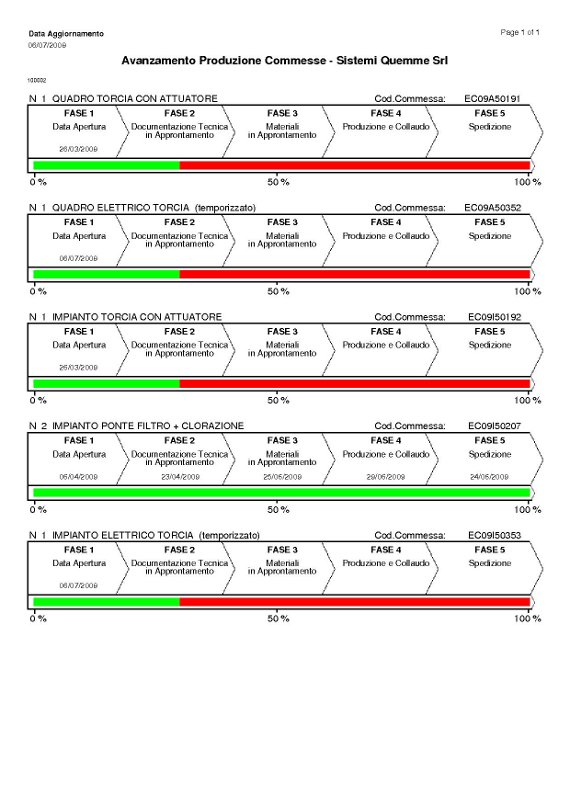 Data Aggiornamento
Page 1 of 1
06/07/2009
Avanzamento Produzione Commesse - Sistemi Quemme Srl
100002
N 1 QUADRO TORCIA CON ATTUATORE Cod.Commessa: EC09A50191
FASE 1 FASE 2 FASE 3 FASE 4 FASE 5
Data Apertura Documentazione Tecnica Materiali Produzione e Collaudo Spedizione
in Approntamento in Approntamento
26/03/2009
0 % 50 % 100 %
N 1 QUADRO ELETTRICO TORCIA (temporizzato) Cod.Commessa: EC09A50352
FASE 1 FASE 2 FASE 3 FASE 4 FASE 5
Data Apertura Documentazione Tecnica Materiali Produzione e Collaudo Spedizione
in Approntamento in Approntamento
06/07/2009
0 % 50 % 100 %
N 1 IMPIANTO TORCIA CON ATTUATORE Cod.Commessa: EC09I50192
FASE 1 FASE 2 FASE 3 FASE 4 FASE 5
Data Apertura Documentazione Tecnica Materiali Produzione e Collaudo Spedizione
in Approntamento in Approntamento
26/03/2009
0 % 50 % 100 %
N 2 IMPIANTO PONTE FILTRO + CLORAZIONE Cod.Commessa: EC09I50207
FASE 1 FASE 2 FASE 3 FASE 4 FASE 5
Data Apertura Documentazione Tecnica Materiali Produzione e Collaudo Spedizione
in Approntamento in Approntamento
06/04/2009 23/04/2009
0 % 50 % 100 %
N 1 IMPIANTO ELETTRICO TORCIA (temporizzato) Cod.Commessa: EC09I50353
FASE 1 FASE 2 FASE 3 FASE 4 FASE 5
Data Apertura Documentazione Tecnica Materiali Produzione e Collaudo Spedizione
in Approntamento in Approntamento
06/07/2009
0 % 50 % 100 %